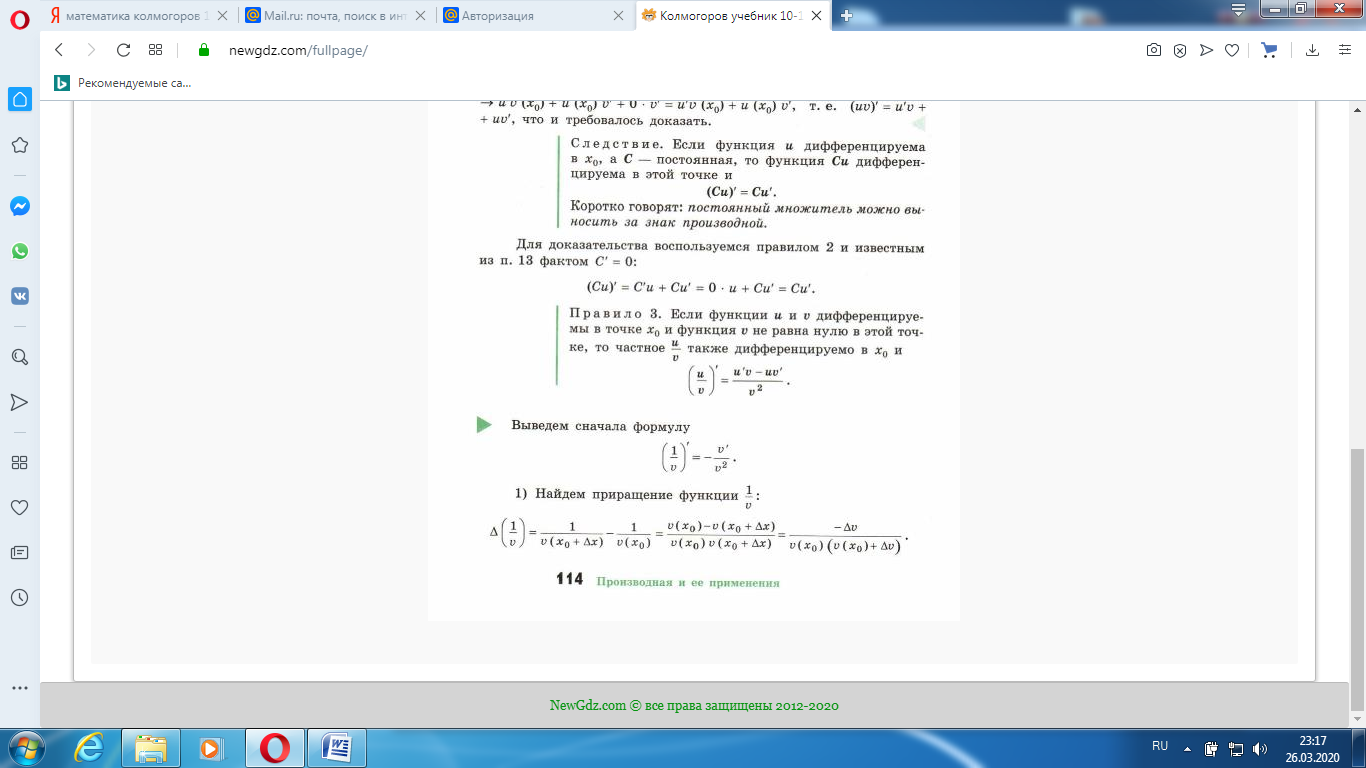 математика колмогоров 1
Mail.ru: почта, поиск в инт
Авторизация
Колмогоров учебник 10-1
newgdz.com/fullpage/
Рекомендуемые са...
→ u'v (x₀) + u (x₀) v' + 0 · v' = u'v (x₀) + u (x₀) v', т. е. (uv)' = u'v +
+ uv', что и требовалось доказать.
Следствие. Если функция u дифференцируема
в x₀, а C — постоянная, то функция Cu дифферен-
цируема в этой точке и
(Cu)' = Cu'.
Коротко говорят: постоянный множитель можно вы-
носить за знак производной.
Для доказательства воспользуемся правилом 2 и известным
из п. 13 фактом C' = 0:
(Cu)' = C'u + Cu' = 0 · u + Cu' = Cu'.
Правило 3. Если функции u и v дифференцируе-
мы в точке x₀ и функция v не равна нулю в этой точ-
ке, то частное u/v также дифференцируемо в x₀ и
(u/v)' = (u'v − uv')/v².
Выведем сначала формулу
(1/v)' = − v'/v².
1) Найдем приращение функции 1/v:
Δ(1/v) = 1/(v(x₀ + Δx)) − 1/(v(x₀)) = (v(x₀) − v(x₀ + Δx))/(v(x₀) v(x₀ + Δx)) = −Δv/(v(x₀) (v(x₀) + Δv)).
114 Производная и ее применения
NewGdz.com © все права защищены 2012-2020
RU
23:17
26.03.2020